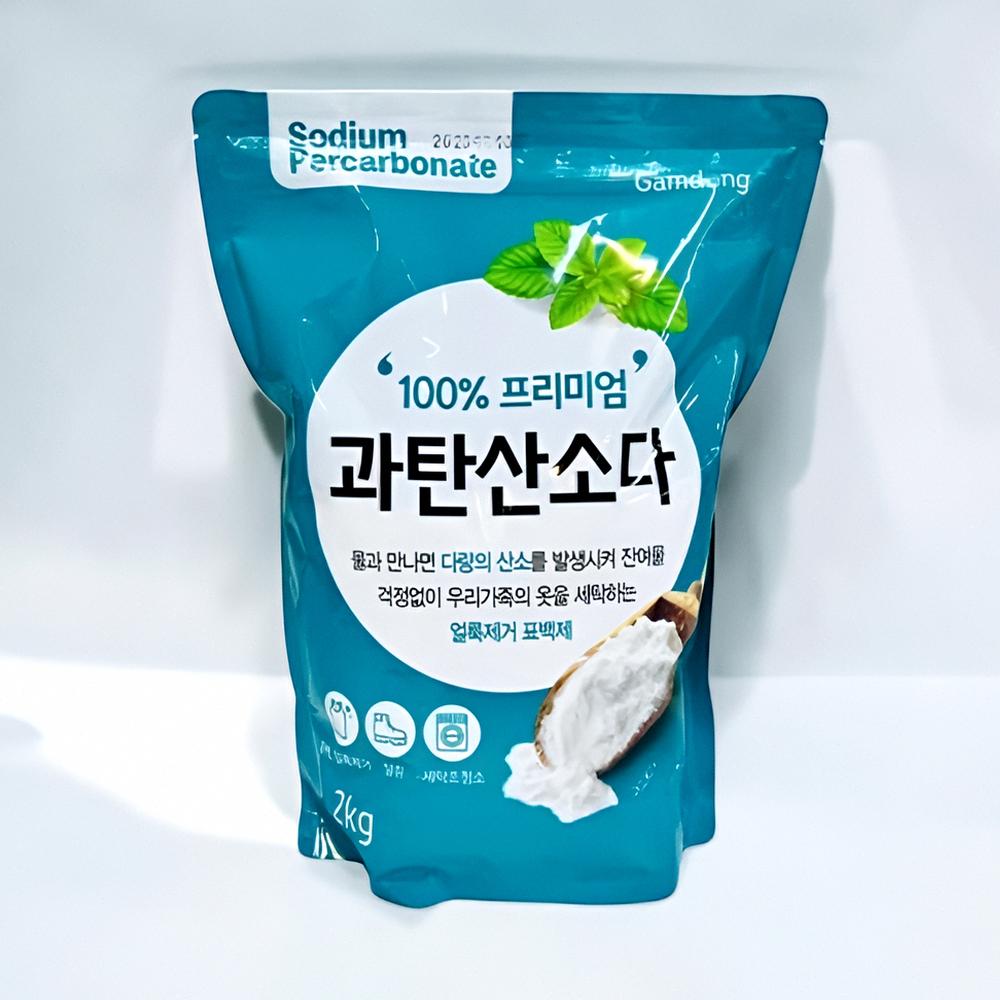 Sodium
Percarbonate
Gamdong
‘100% 프리미엄’
과탄산소다
물과 만나면 다량의 산소를 발생시켜 잔여물
걱정없이 우리가족의 옷을 세탁하는
얼룩제거 표백제
2kg